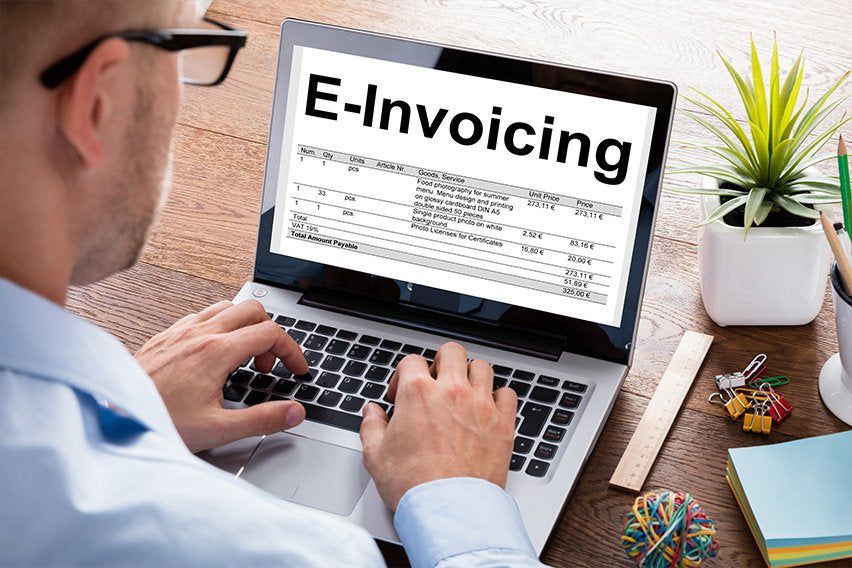 E-Invoicing
Num. Qty Units Article Nr. Goods, Service Unit Price Price
1 1 pcs Food photography for summer 273,11 € 273,11 €
menu. Menu design and printing
on glossy cardboard DIN A5
double sided 50 pieces
1 33 pcs. Single product photo on white 2,52 € 83,16 €
background
1 1 pcs. Photo Licenses for Certificates 16,80 € 20,00 €
Total 273,11 €
VAT 19% 51,89 €
Total Amount Payable 325,00 €